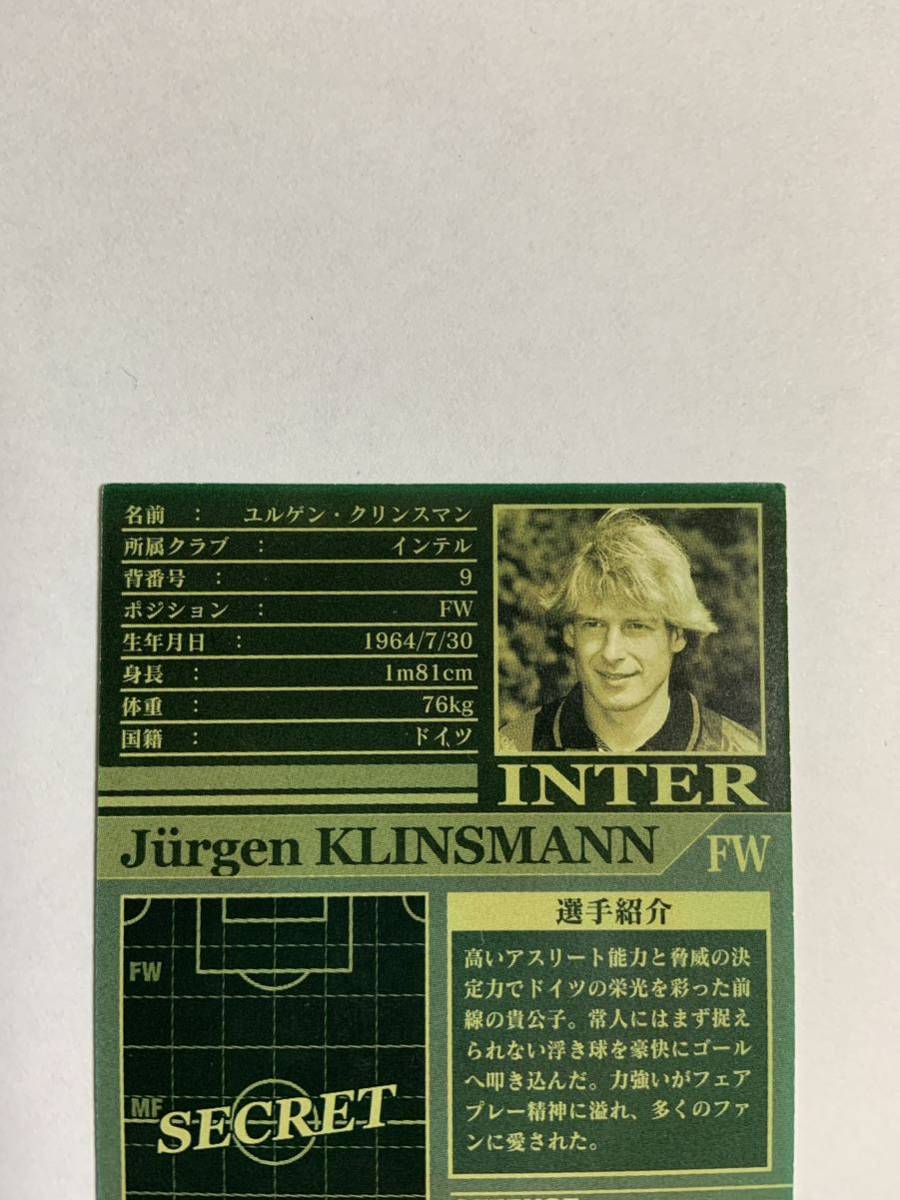 名前 : ユルゲン・クリンスマン
所属クラブ : インテル
背番号 : 9
ポジション : FW
生年月日 : 1964/7/30
身長 : 1m81cm
体重 : 76kg
国籍 : ドイツ
INTER
Jürgen KLINSMANN
FW
選手紹介
高いアスリート能力と脅威の決
定力でドイツの栄光を彩った前
線の貴公子。常人にはまず捉え
られない浮き球を豪快にゴール
へ叩き込んだ。力強いがフェア
プレー精神に溢れ、多くのファ
ンに愛された。
FW
MF
SECRET